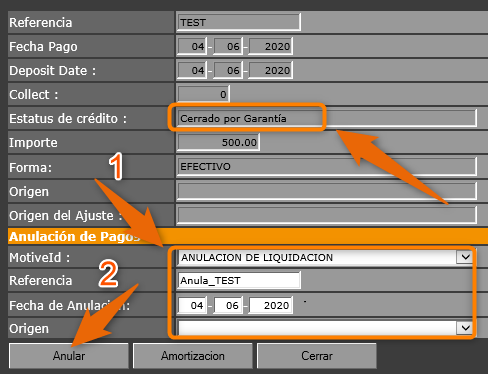 Referencia TEST
Fecha Pago 04 - 06 - 2020
Deposit Date : 04 - 06 - 2020
Collect : 0
Estatus de crédito : Cerrado por Garantía
Importe 500.00
Forma: EFECTIVO
1 Origen
Origen del Ajuste :
Anulación de Pagos
MotiveId : ANULACION DE LIQUIDACION
2 Referencia Anula_TEST
Fecha de Anulación: 04 - 06 - 2020
Origen
Anular Amortizacion Cerrar